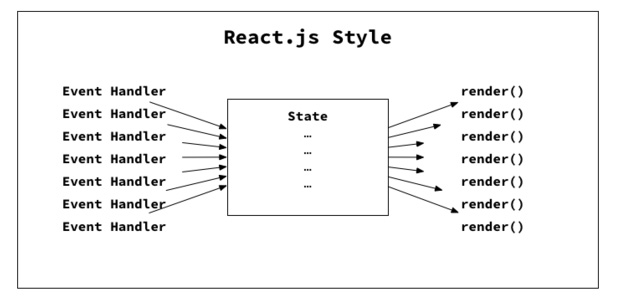 React.js Style
Event Handler
Event Handler
Event Handler
Event Handler
Event Handler
Event Handler
Event Handler
State
…
…
…
…
render()
render()
render()
render()
render()
render()
render()